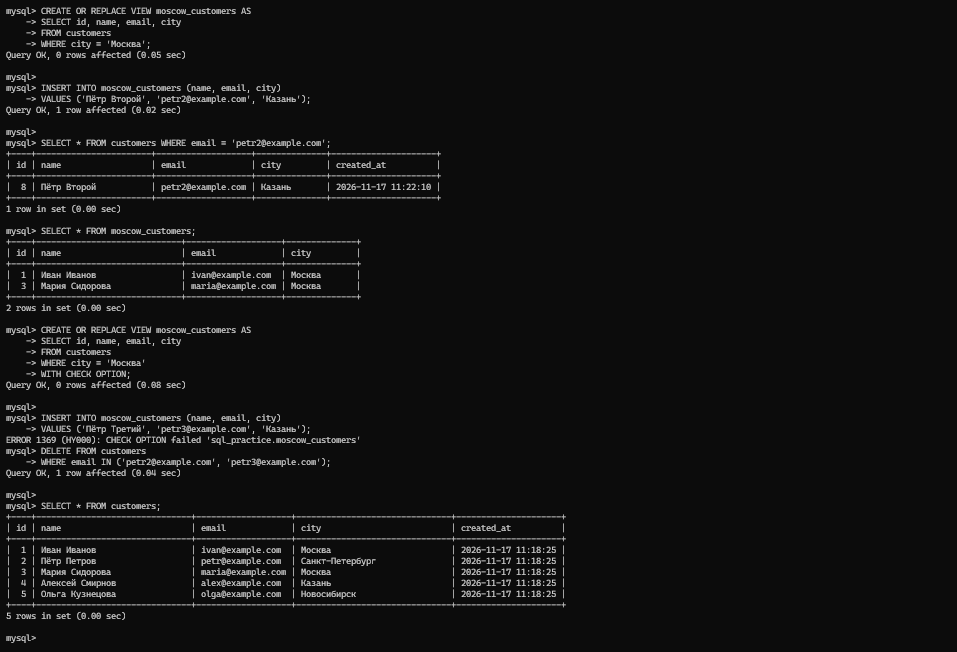 mysql> CREATE OR REPLACE VIEW moscow_customers AS
    -> SELECT id, name, email, city
    -> FROM customers
    -> WHERE city = 'Москва';
Query OK, 0 rows affected (0.05 sec)

mysql>
mysql> INSERT INTO moscow_customers (name, email, city)
    -> VALUES ('Пётр Второй', 'petr2@example.com', 'Казань');
Query OK, 1 row affected (0.02 sec)

mysql>
mysql> SELECT * FROM customers WHERE email = 'petr2@example.com';
+----+-----------------------+-------------------+--------------+---------------------+
| id | name                  | email             | city         | created_at          |
+----+-----------------------+-------------------+--------------+---------------------+
|  8 | Пётр Второй           | petr2@example.com | Казань       | 2026-11-17 11:22:10 |
+----+-----------------------+-------------------+--------------+---------------------+
1 row in set (0.00 sec)

mysql> SELECT * FROM moscow_customers;
+----+-----------------------------+-------------------+--------------+
| id | name                        | email             | city         |
+----+-----------------------------+-------------------+--------------+
|  1 | Иван Иванов                 | ivan@example.com  | Москва       |
|  3 | Мария Сидорова              | maria@example.com | Москва       |
+----+-----------------------------+-------------------+--------------+
2 rows in set (0.00 sec)

mysql> CREATE OR REPLACE VIEW moscow_customers AS
    -> SELECT id, name, email, city
    -> FROM customers
    -> WHERE city = 'Москва'
    -> WITH CHECK OPTION;
Query OK, 0 rows affected (0.08 sec)

mysql>
mysql> INSERT INTO moscow_customers (name, email, city)
    -> VALUES ('Пётр Третий', 'petr3@example.com', 'Казань');
ERROR 1369 (HY000): CHECK OPTION failed 'sql_practice.moscow_customers'
mysql> DELETE FROM customers
    -> WHERE email IN ('petr2@example.com', 'petr3@example.com');
Query OK, 1 row affected (0.04 sec)

mysql>
mysql> SELECT * FROM customers;
+----+-------------------------------+-------------------+-------------------------------+---------------------+
| id | name                          | email             | city                          | created_at          |
+----+-------------------------------+-------------------+-------------------------------+---------------------+
|  1 | Иван Иванов                   | ivan@example.com  | Москва                        | 2026-11-17 11:18:25 |
|  2 | Пётр Петров                   | petr@example.com  | Санкт-Петербург               | 2026-11-17 11:18:25 |
|  3 | Мария Сидорова                | maria@example.com | Москва                        | 2026-11-17 11:18:25 |
|  4 | Алексей Смирнов               | alex@example.com  | Казань                        | 2026-11-17 11:18:25 |
|  5 | Ольга Кузнецова               | olga@example.com  | Новосибирск                   | 2026-11-17 11:18:25 |
+----+-------------------------------+-------------------+-------------------------------+---------------------+
5 rows in set (0.00 sec)

mysql>